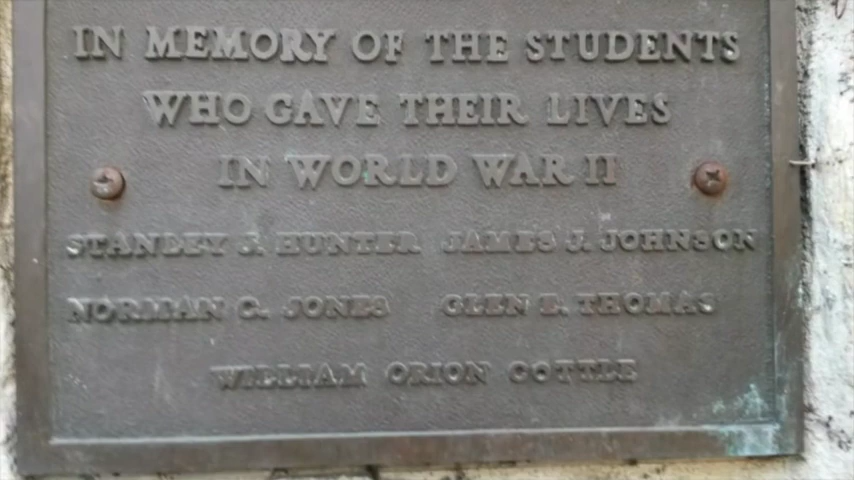 IN MEMORY OF THE STUDENTS
WHO GAVE THEIR LIVES
IN WORLD WAR II
STANLEY J. HUNTER JAMES J. JOHNSON
NORMAN C. JONES GLEN E. THOMAS
WILLIAM ORION COTTLE